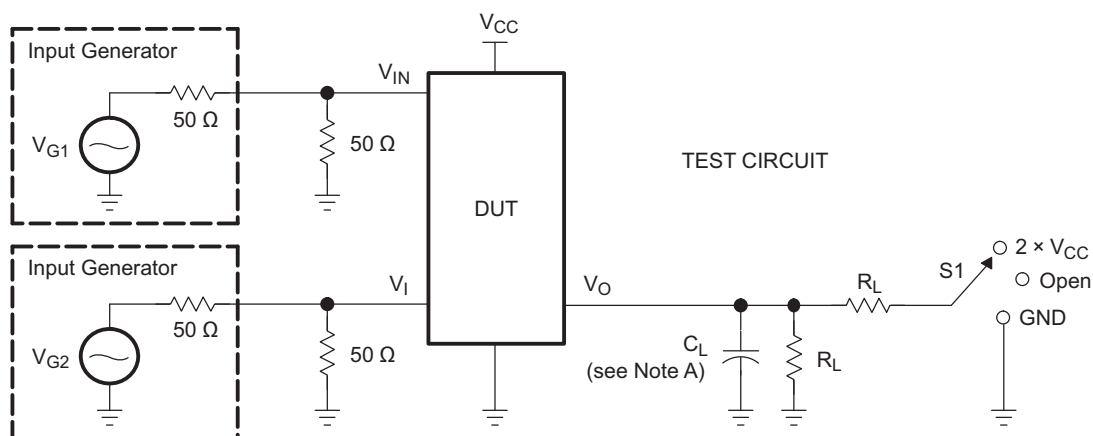 V_CC
Input Generator
V_IN
50 Ω
V_G1
50 Ω
TEST CIRCUIT
DUT
Input Generator
V_I
50 Ω
V_G2
50 Ω
V_O
C_L
(see Note A)
R_L
R_L
S1
2 × V_CC
Open
GND